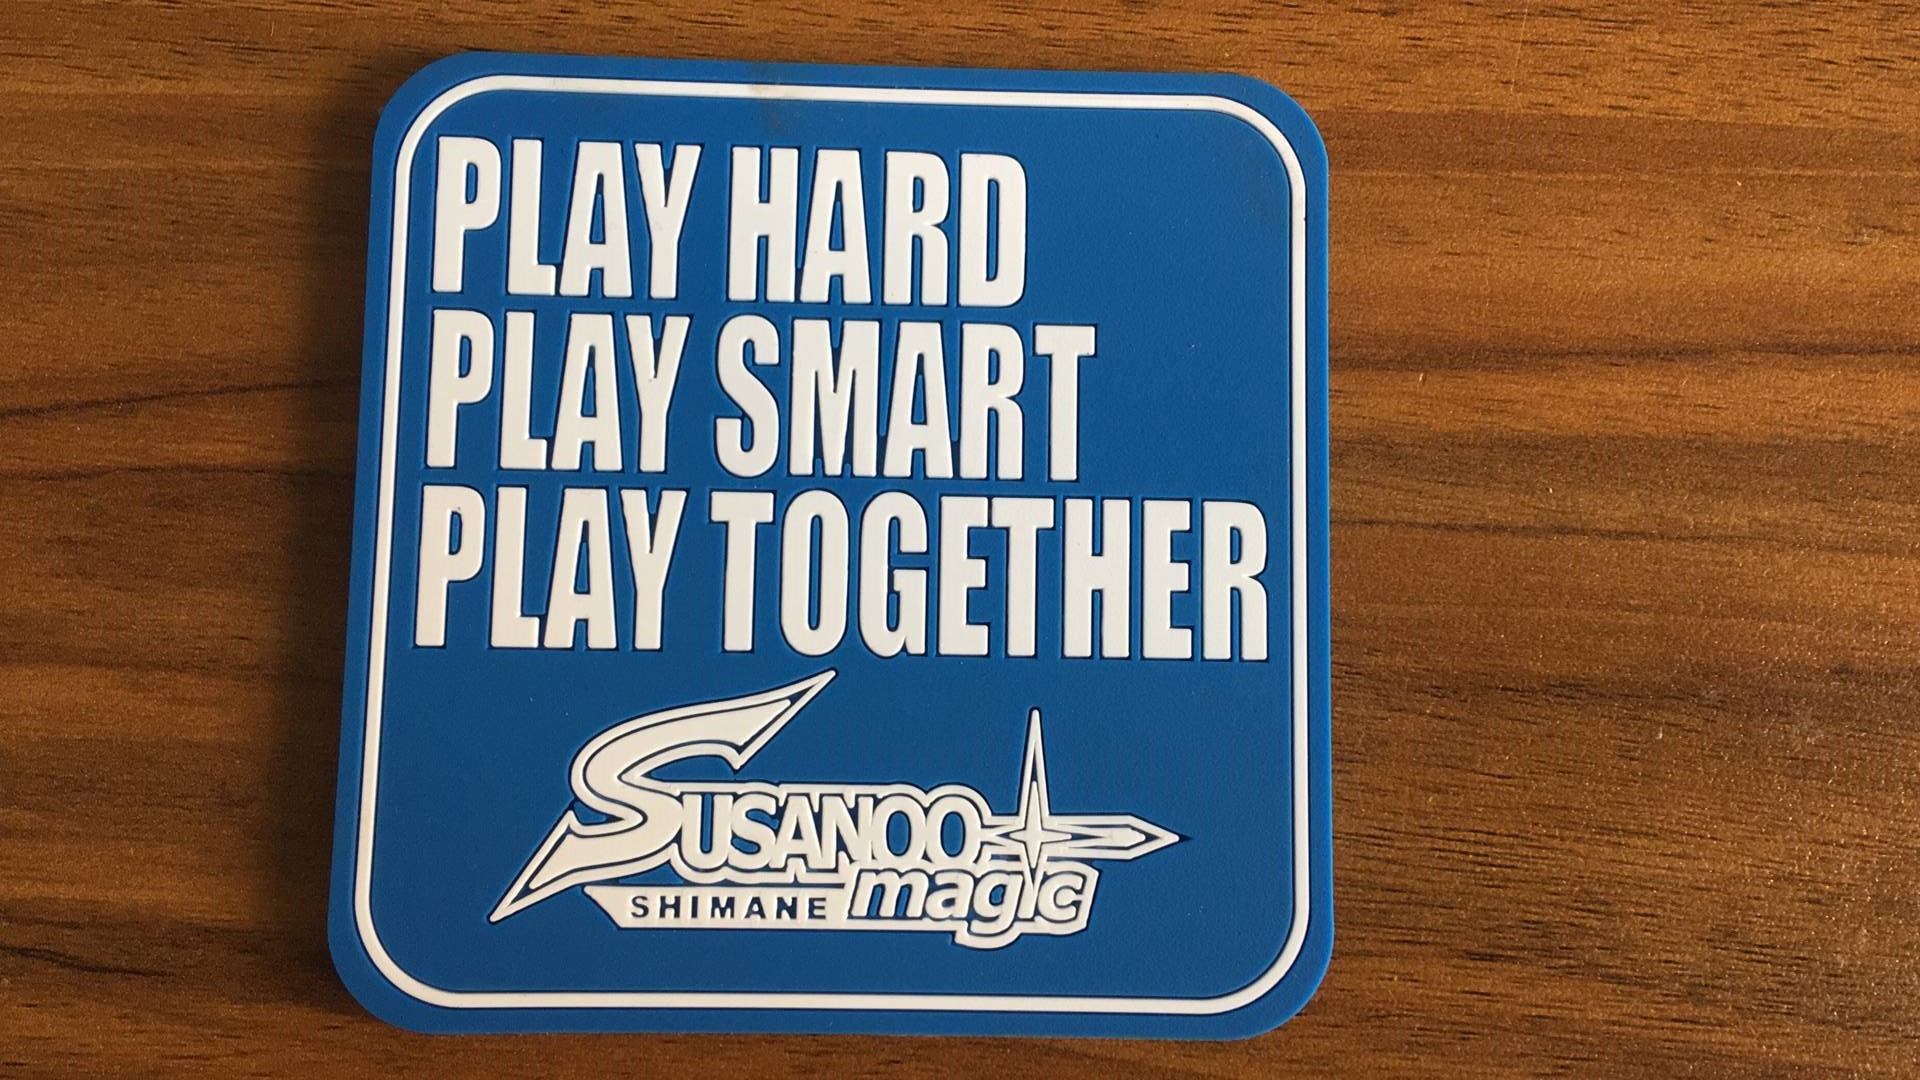 PLAY HARD
PLAY SMART
PLAY TOGETHER
SUSANOO
SHIMANE magic